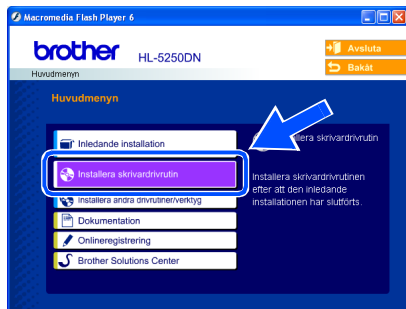 Macromedia Flash Player 6
brother
HL-5250DN
Avsluta
Bakåt
Huvudmenyn
Huvudmenyn
Inledande installation
Installera skrivardrivrutin
Installera andra drivrutiner/verktyg
Dokumentation
Onlineregistrering
Brother Solutions Center
skrivardrivrutin
Installera skrivardrivrutinen
efter att den inledande
installationen har slutförts.